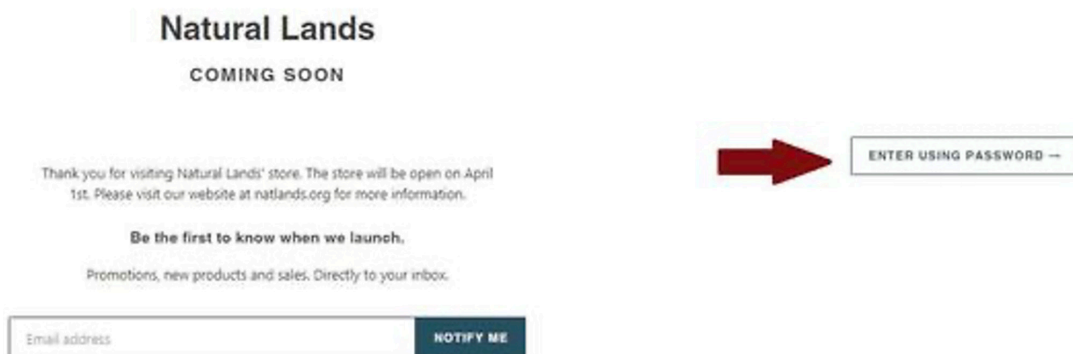 Natural Lands
COMING SOON
ENTER USING PASSWORD →
Thank you for visiting Natural Lands' store. The store will be open on April
1st. Please visit our website at natlands.org for more information.
Be the first to know when we launch.
Promotions, new products and sales. Directly to your inbox.
Email address
NOTIFY ME